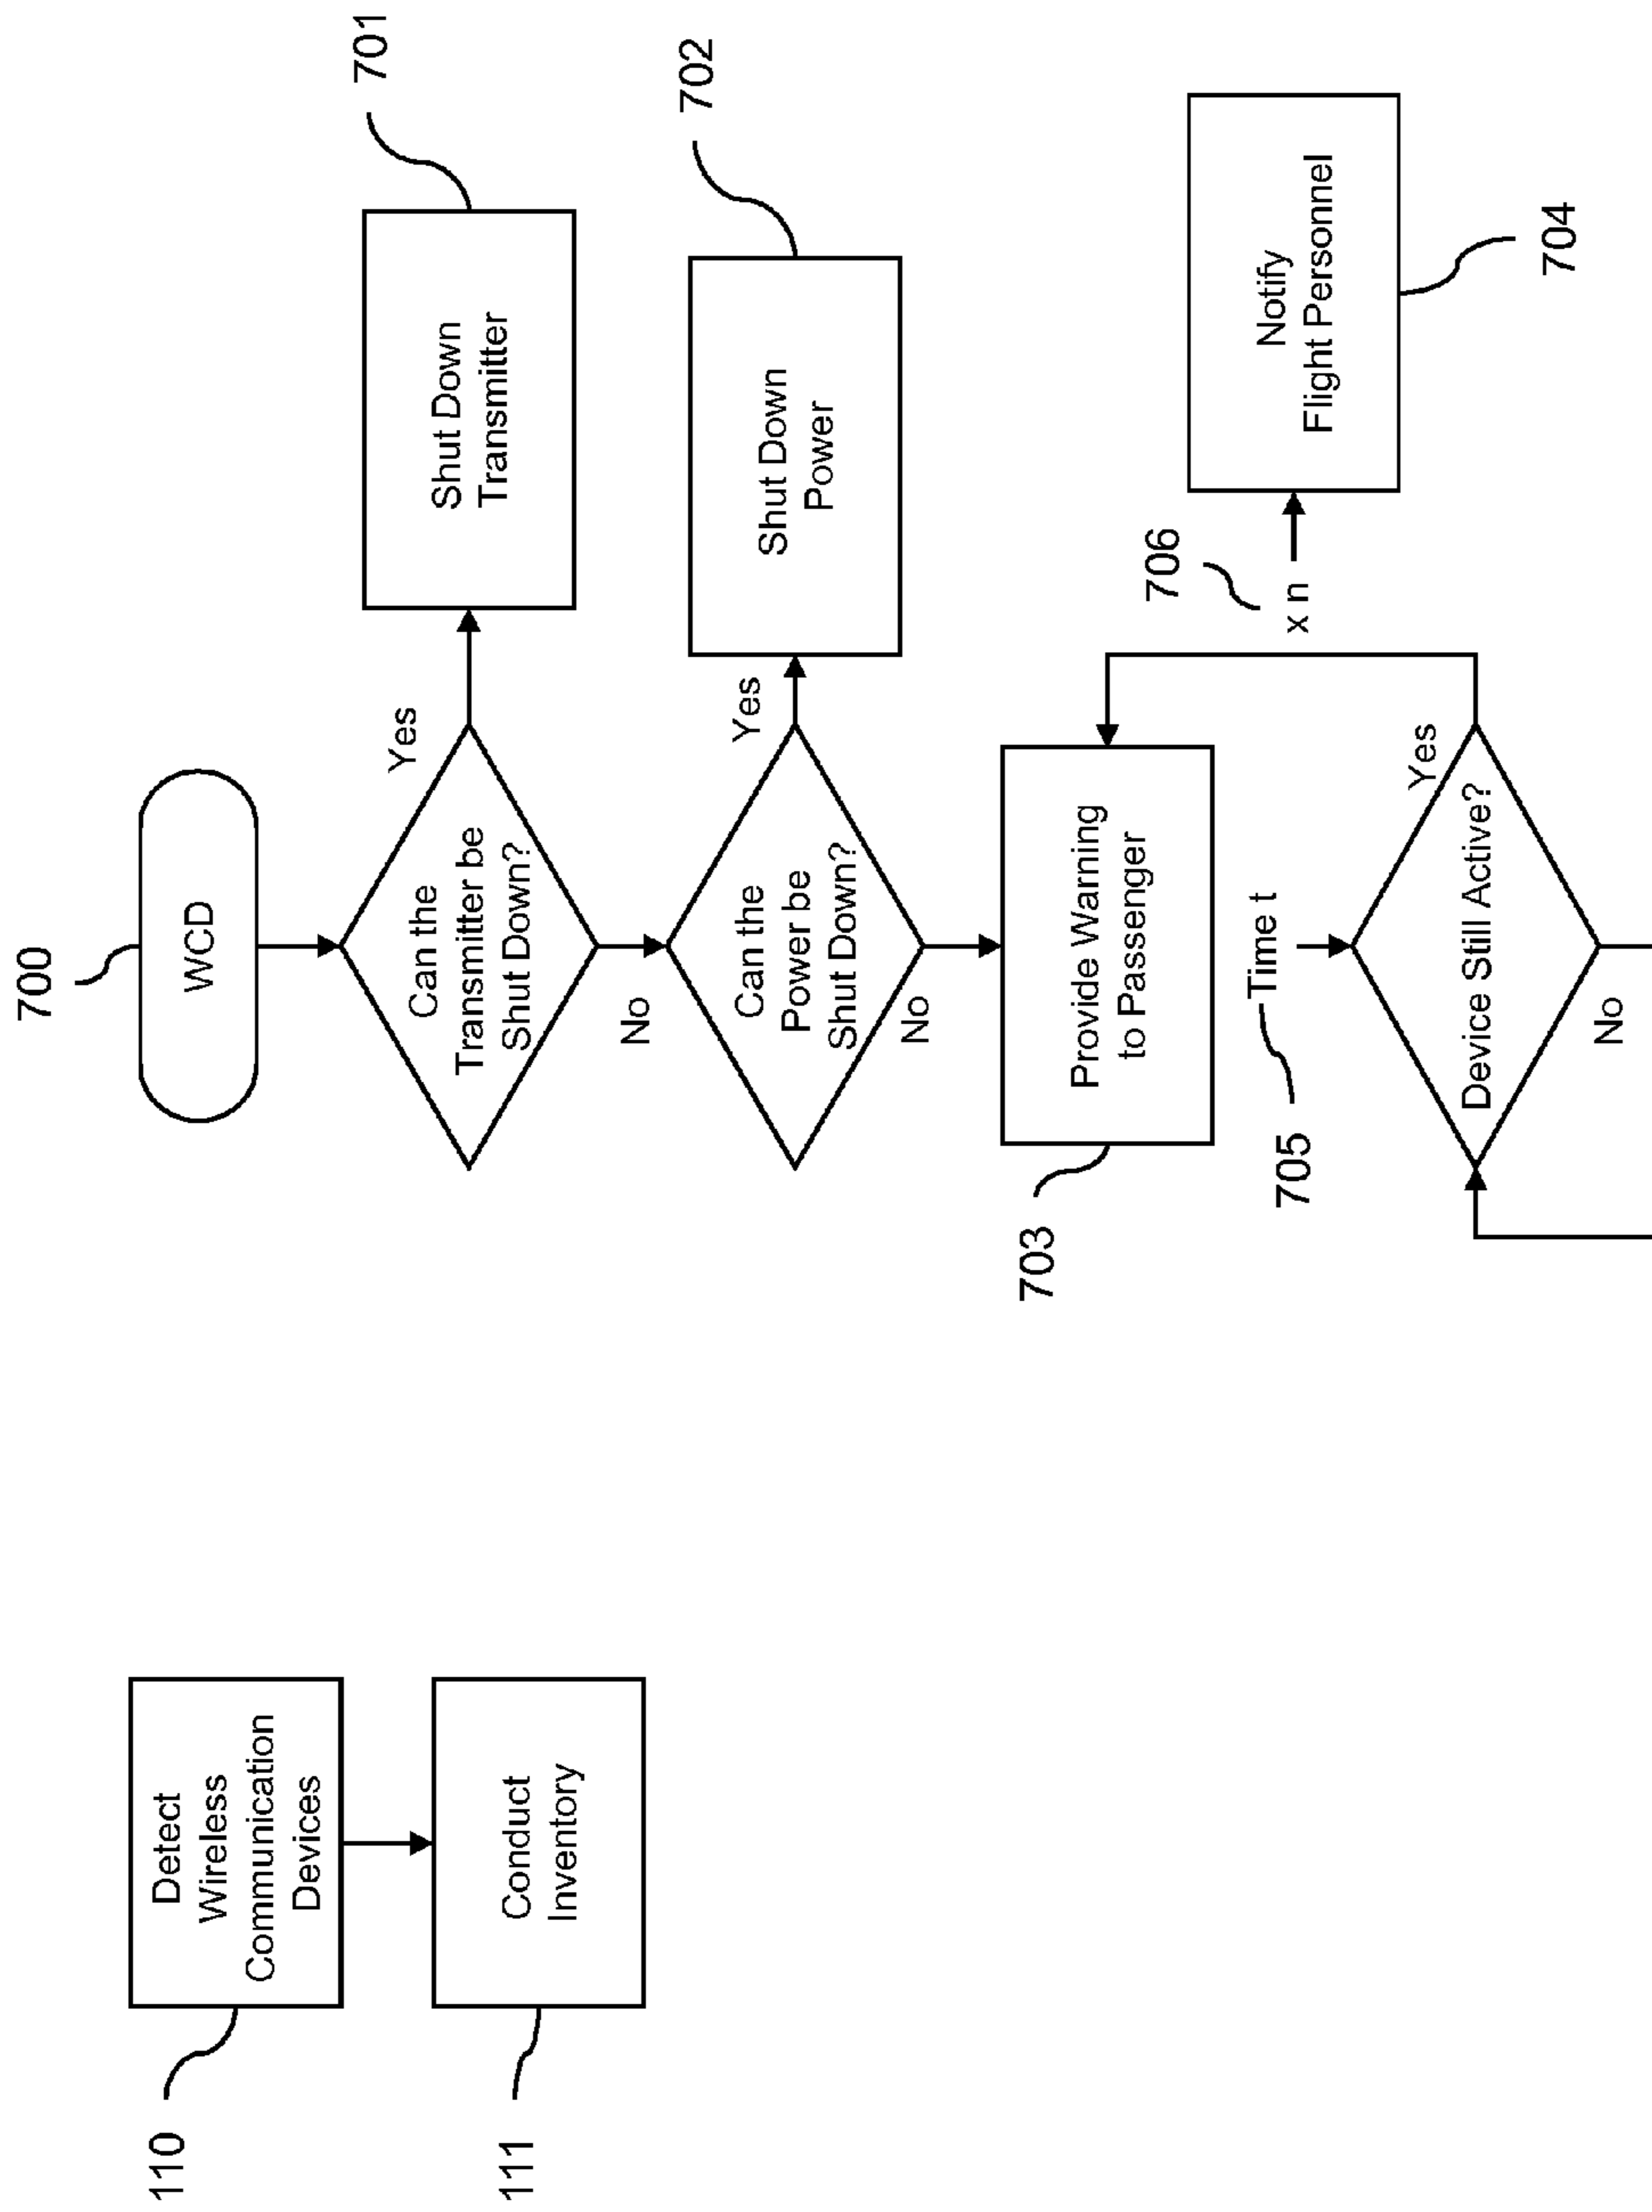 110
Detect
Wireless
Communication
Devices
111
Conduct
Inventory
700
WCD
Can the
Transmitter be
Shut Down?
Yes
701
Shut Down
Transmitter
No
Can the
Power be
Shut Down?
Yes
702
Shut Down
Power
No
703
Provide Warning
to Passenger
705
Time t
706
x n
Notify
Flight Personnel
704
Device Still Active?
Yes
No